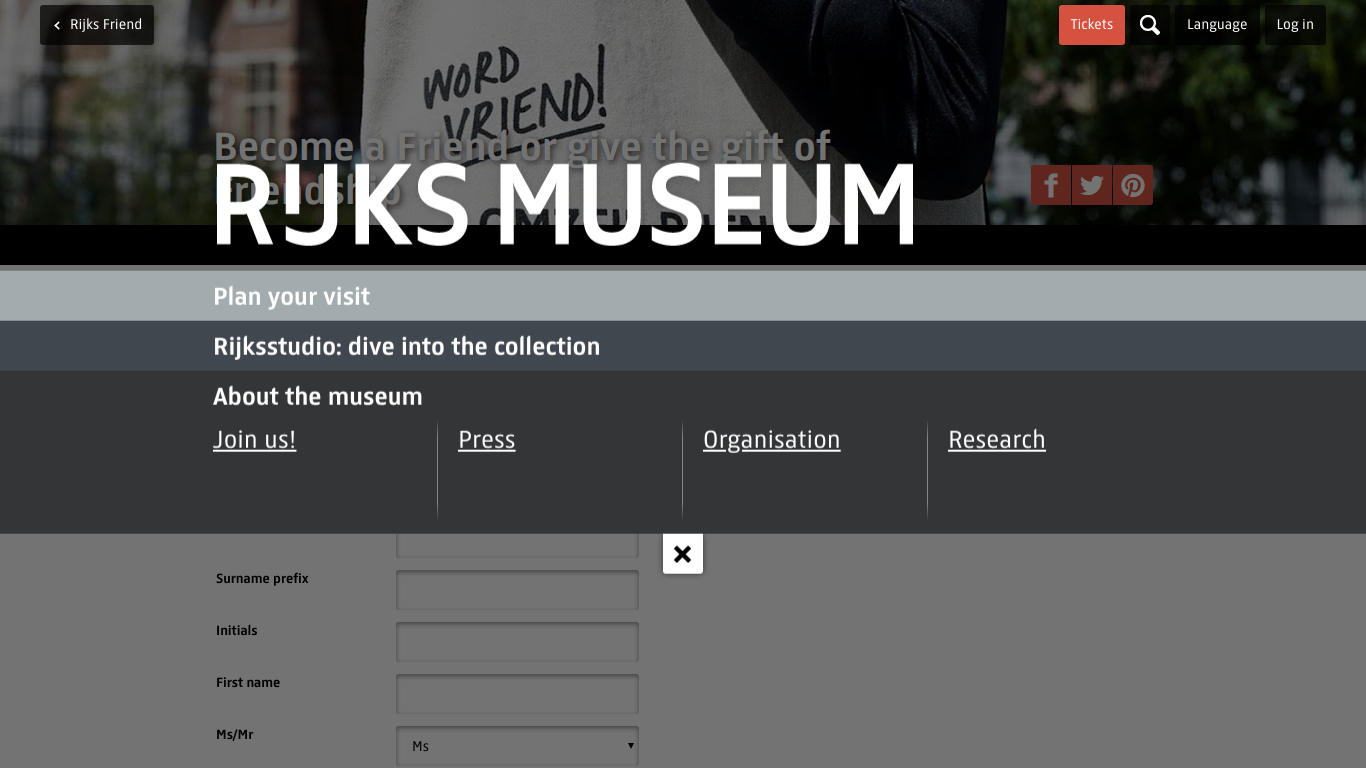 Rijks Friend
Tickets
Language
Log in
WORD
VRIEND!
Become a Friend or give the gift of
Friendship
RIJKS MUSEUM
Plan your visit
Rijksstudio: dive into the collection
About the museum
Join us!
Press
Organisation
Research
Surname prefix
Initials
First name
Ms/Mr
Ms